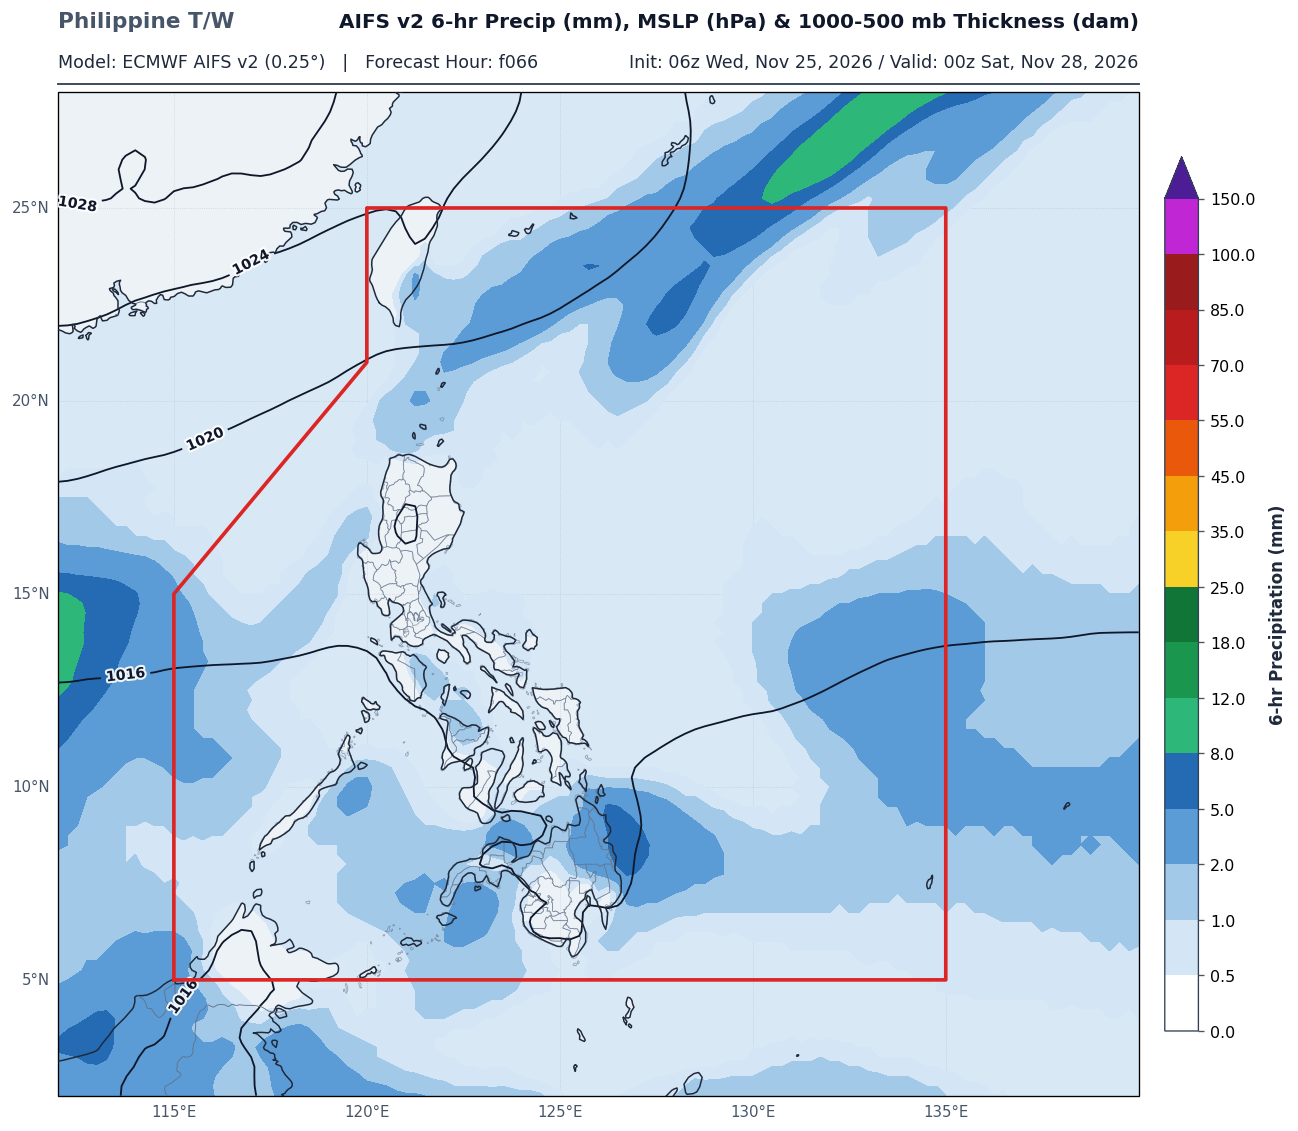 Philippine T/W
AIFS v2 6-hr Precip (mm), MSLP (hPa) & 1000-500 mb Thickness (dam)
Model: ECMWF AIFS v2 (0.25°) | Forecast Hour: f066
Init: 06z Wed, Nov 25, 2026 / Valid: 00z Sat, Nov 28, 2026
1028
1024
1020
1016
1016
25°N
20°N
15°N
10°N
5°N
115°E
120°E
125°E
130°E
135°E
150.0
100.0
85.0
70.0
55.0
45.0
35.0
25.0
18.0
12.0
8.0
5.0
2.0
1.0
0.5
0.0
6-hr Precipitation (mm)